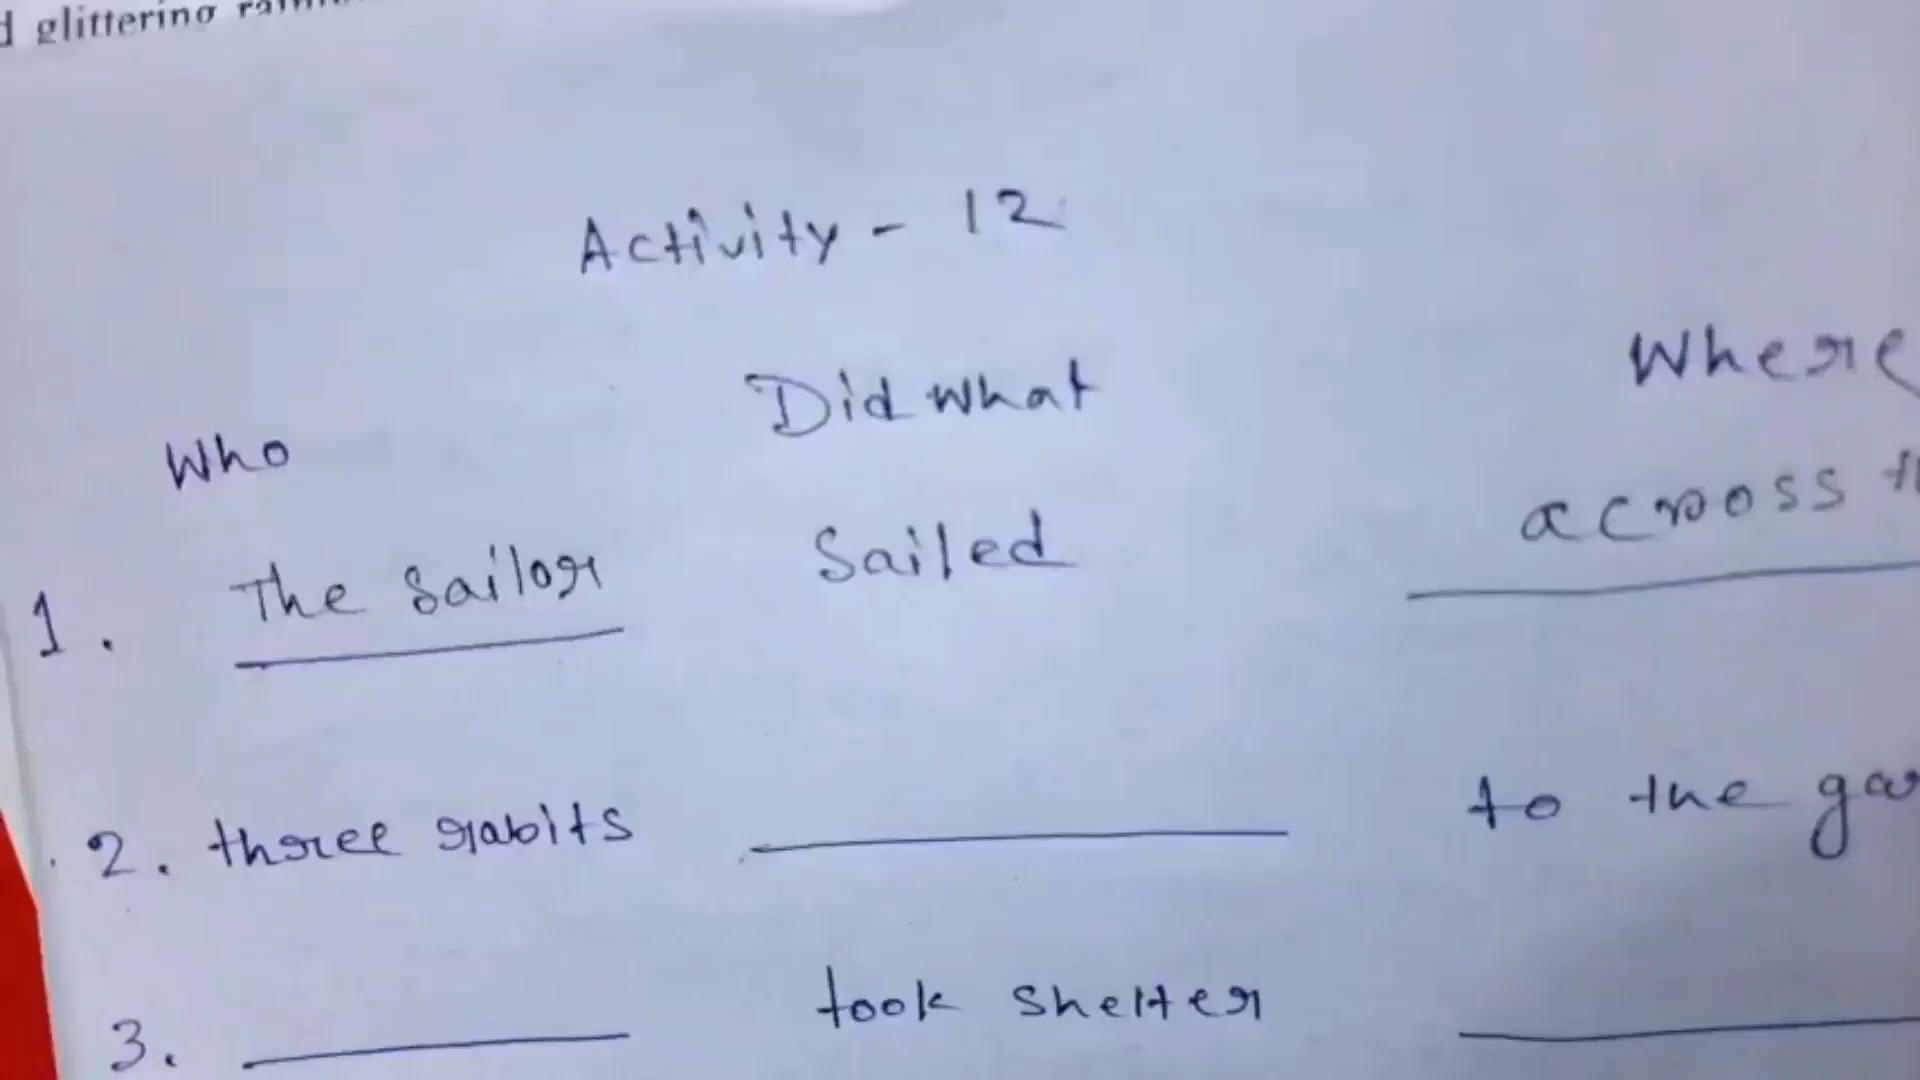 glittering
Activity - 12
Who Did what Where
1. The Sailor Sailed across
2. three rabits to the
3. took shelter